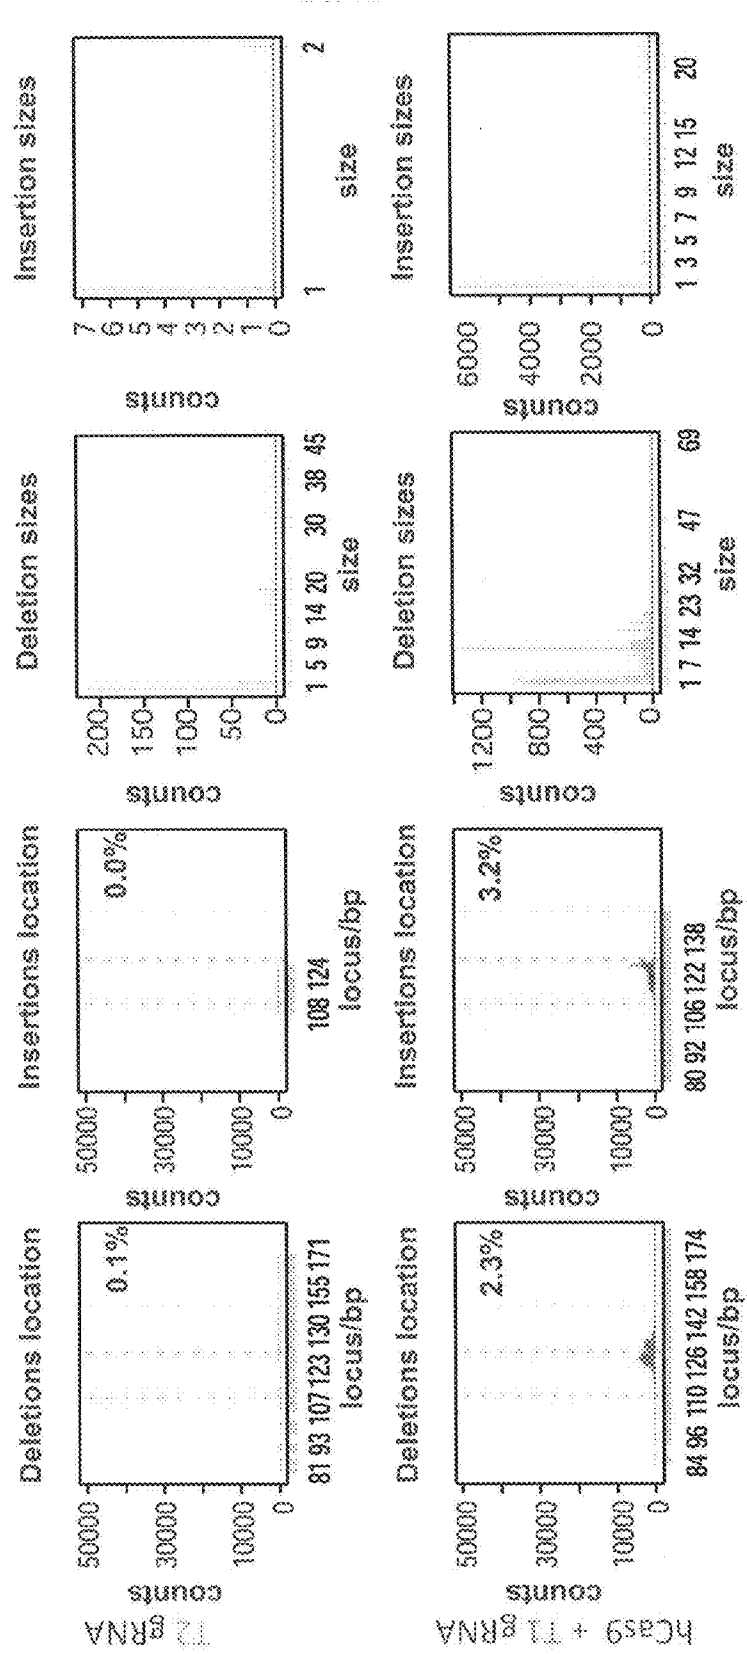 T2 gRNA
Deletions location
counts
50000
30000
10000
0
0.1%
81 93 107 123 130 155 171
locus/bp
Insertions location
counts
50000
30000
10000
0
0.0%
108 124
locus/bp
Deletion sizes
counts
200
150
100
50
0
1 5 9 14 20 30 38 45
size
Insertion sizes
counts
7
6
5
4
3
2
1
0
1 2
size
hCas9 + T1 gRNA
Deletions location
counts
50000
30000
10000
0
2.3%
84 96 110 126 142 158 174
locus/bp
Insertions location
counts
50000
30000
10000
0
3.2%
80 92 106 122 138
locus/bp
Deletion sizes
counts
1200
800
400
0
1 7 14 23 32 47 69
size
Insertion sizes
counts
6000
4000
2000
0
1 3 5 7 9 12 15 20
size